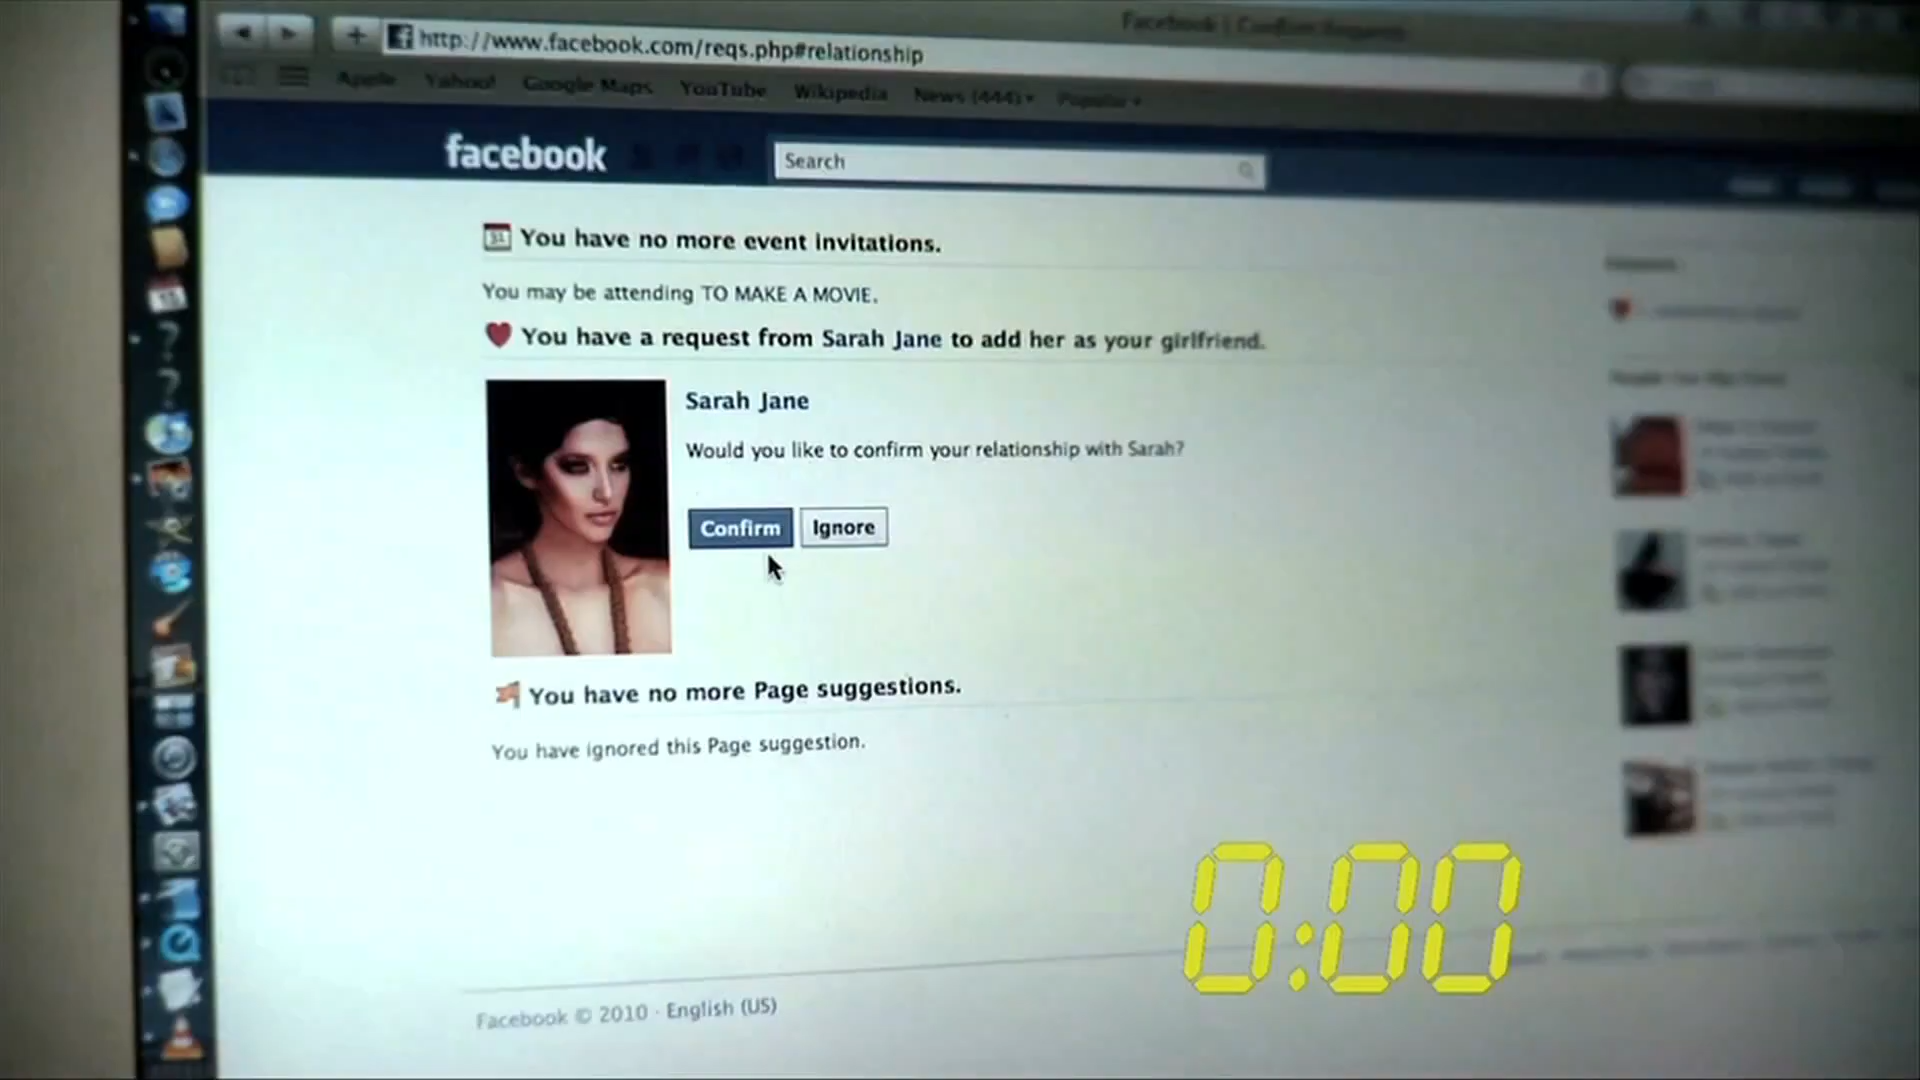 http://www.facebook.com/reqs.php#relationship
Apple Yahoo! Google Maps YouTube Wikipedia News (444) Popular
facebook
Search
You have no more event invitations.
You may be attending TO MAKE A MOVIE.
You have a request from Sarah Jane to add her as your girlfriend.
Sarah Jane
Would you like to confirm your relationship with Sarah?
Confirm Ignore
You have no more Page suggestions.
You have ignored this Page suggestion.
0:00
Facebook © 2010 · English (US)